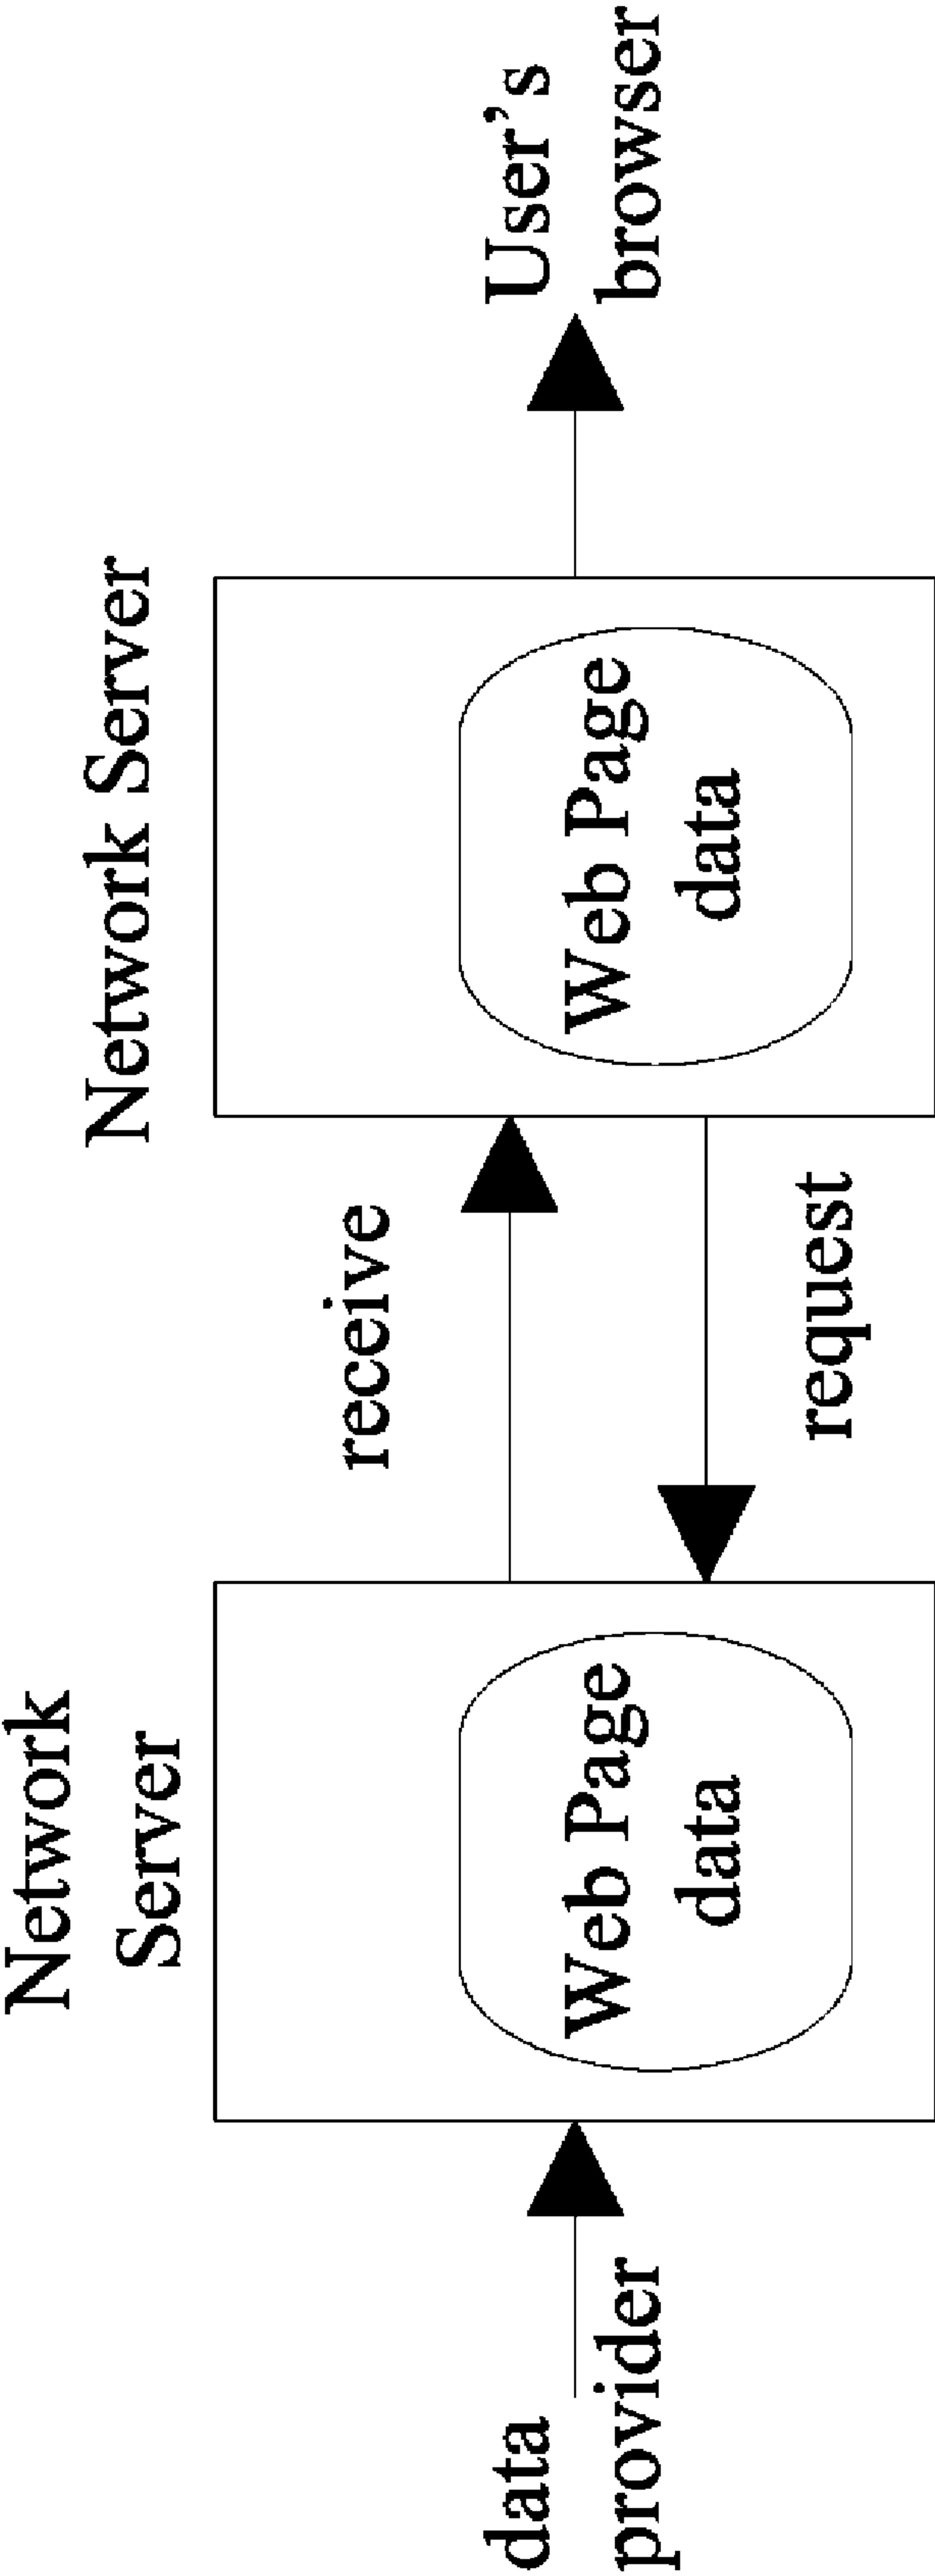 Network
Server
Network Server
data
provider
Web Page
data
receive
request
Web Page
data
User's
browser